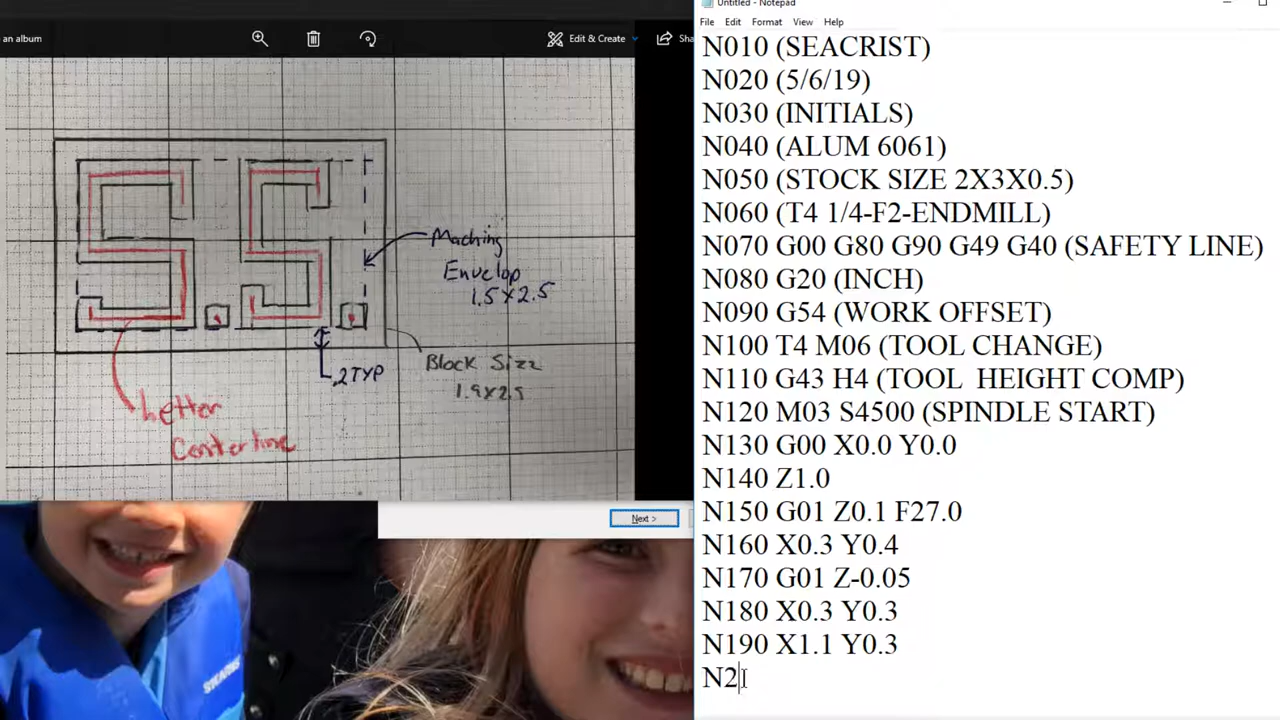 an album
Edit & Create
Sha
Maching
Envelop
1.5X2.5
Block Size
1.9X2.5
.2TYP
better
Centerline
Next >
STEARNS
Untitled - Notepad
File Edit Format View Help
N010 (SEACRIST)
N020 (5/6/19)
N030 (INITIALS)
N040 (ALUM 6061)
N050 (STOCK SIZE 2X3X0.5)
N060 (T4 1/4-F2-ENDMILL)
N070 G00 G80 G90 G49 G40 (SAFETY LINE)
N080 G20 (INCH)
N090 G54 (WORK OFFSET)
N100 T4 M06 (TOOL CHANGE)
N110 G43 H4 (TOOL  HEIGHT COMP)
N120 M03 S4500 (SPINDLE START)
N130 G00 X0.0 Y0.0
N140 Z1.0
N150 G01 Z0.1 F27.0
N160 X0.3 Y0.4
N170 G01 Z-0.05
N180 X0.3 Y0.3
N190 X1.1 Y0.3
N2